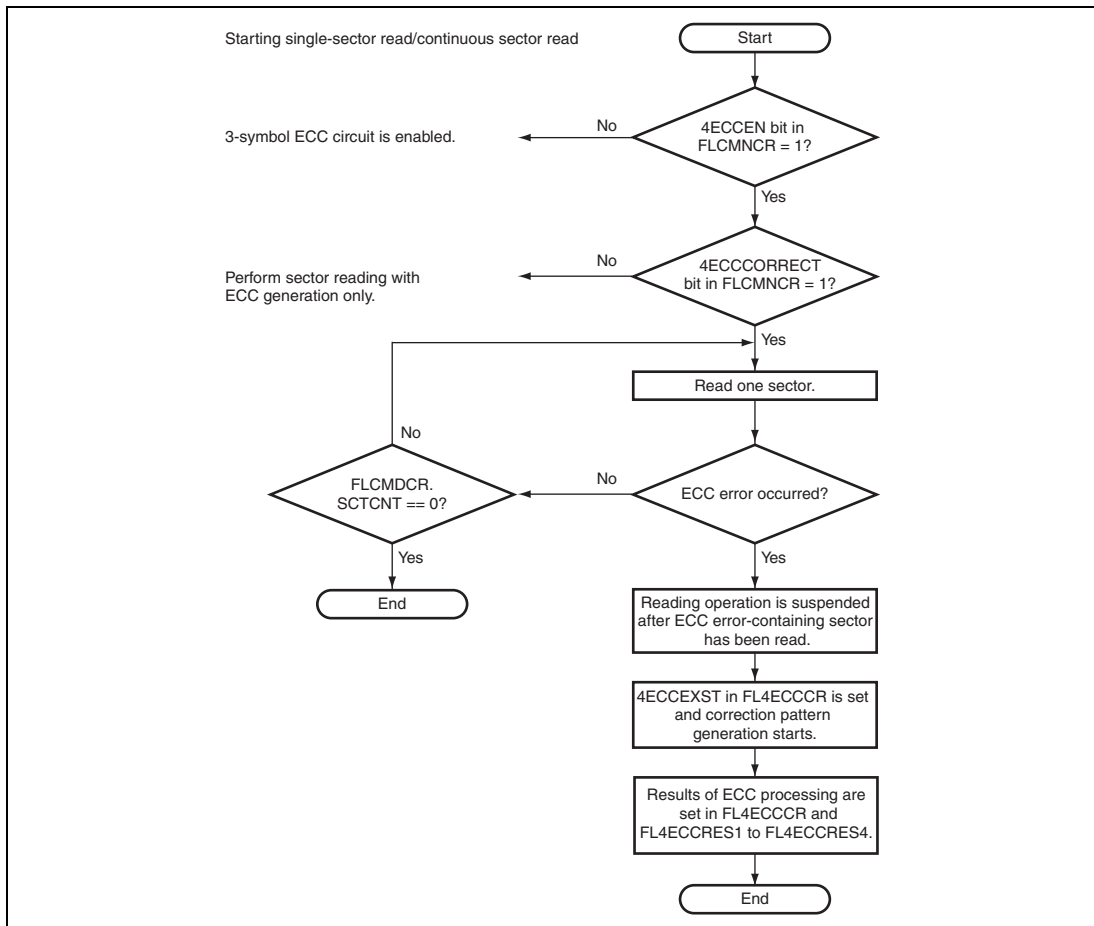 Starting single-sector read/continuous sector read
Start
4ECCEN bit in
FLCMNCR = 1?
No
3-symbol ECC circuit is enabled.
Yes
4ECCCORRECT
bit in FLCMNCR = 1?
No
Perform sector reading with
ECC generation only.
Yes
Read one sector.
No
FLCMDCR.
SCTCNT == 0?
No
ECC error occurred?
Yes
Yes
End
Reading operation is suspended
after ECC error-containing sector
has been read.
4ECCEXST in FL4ECCCR is set
and correction pattern
generation starts.
Results of ECC processing are
set in FL4ECCCR and
FL4ECCRES1 to FL4ECCRES4.
End